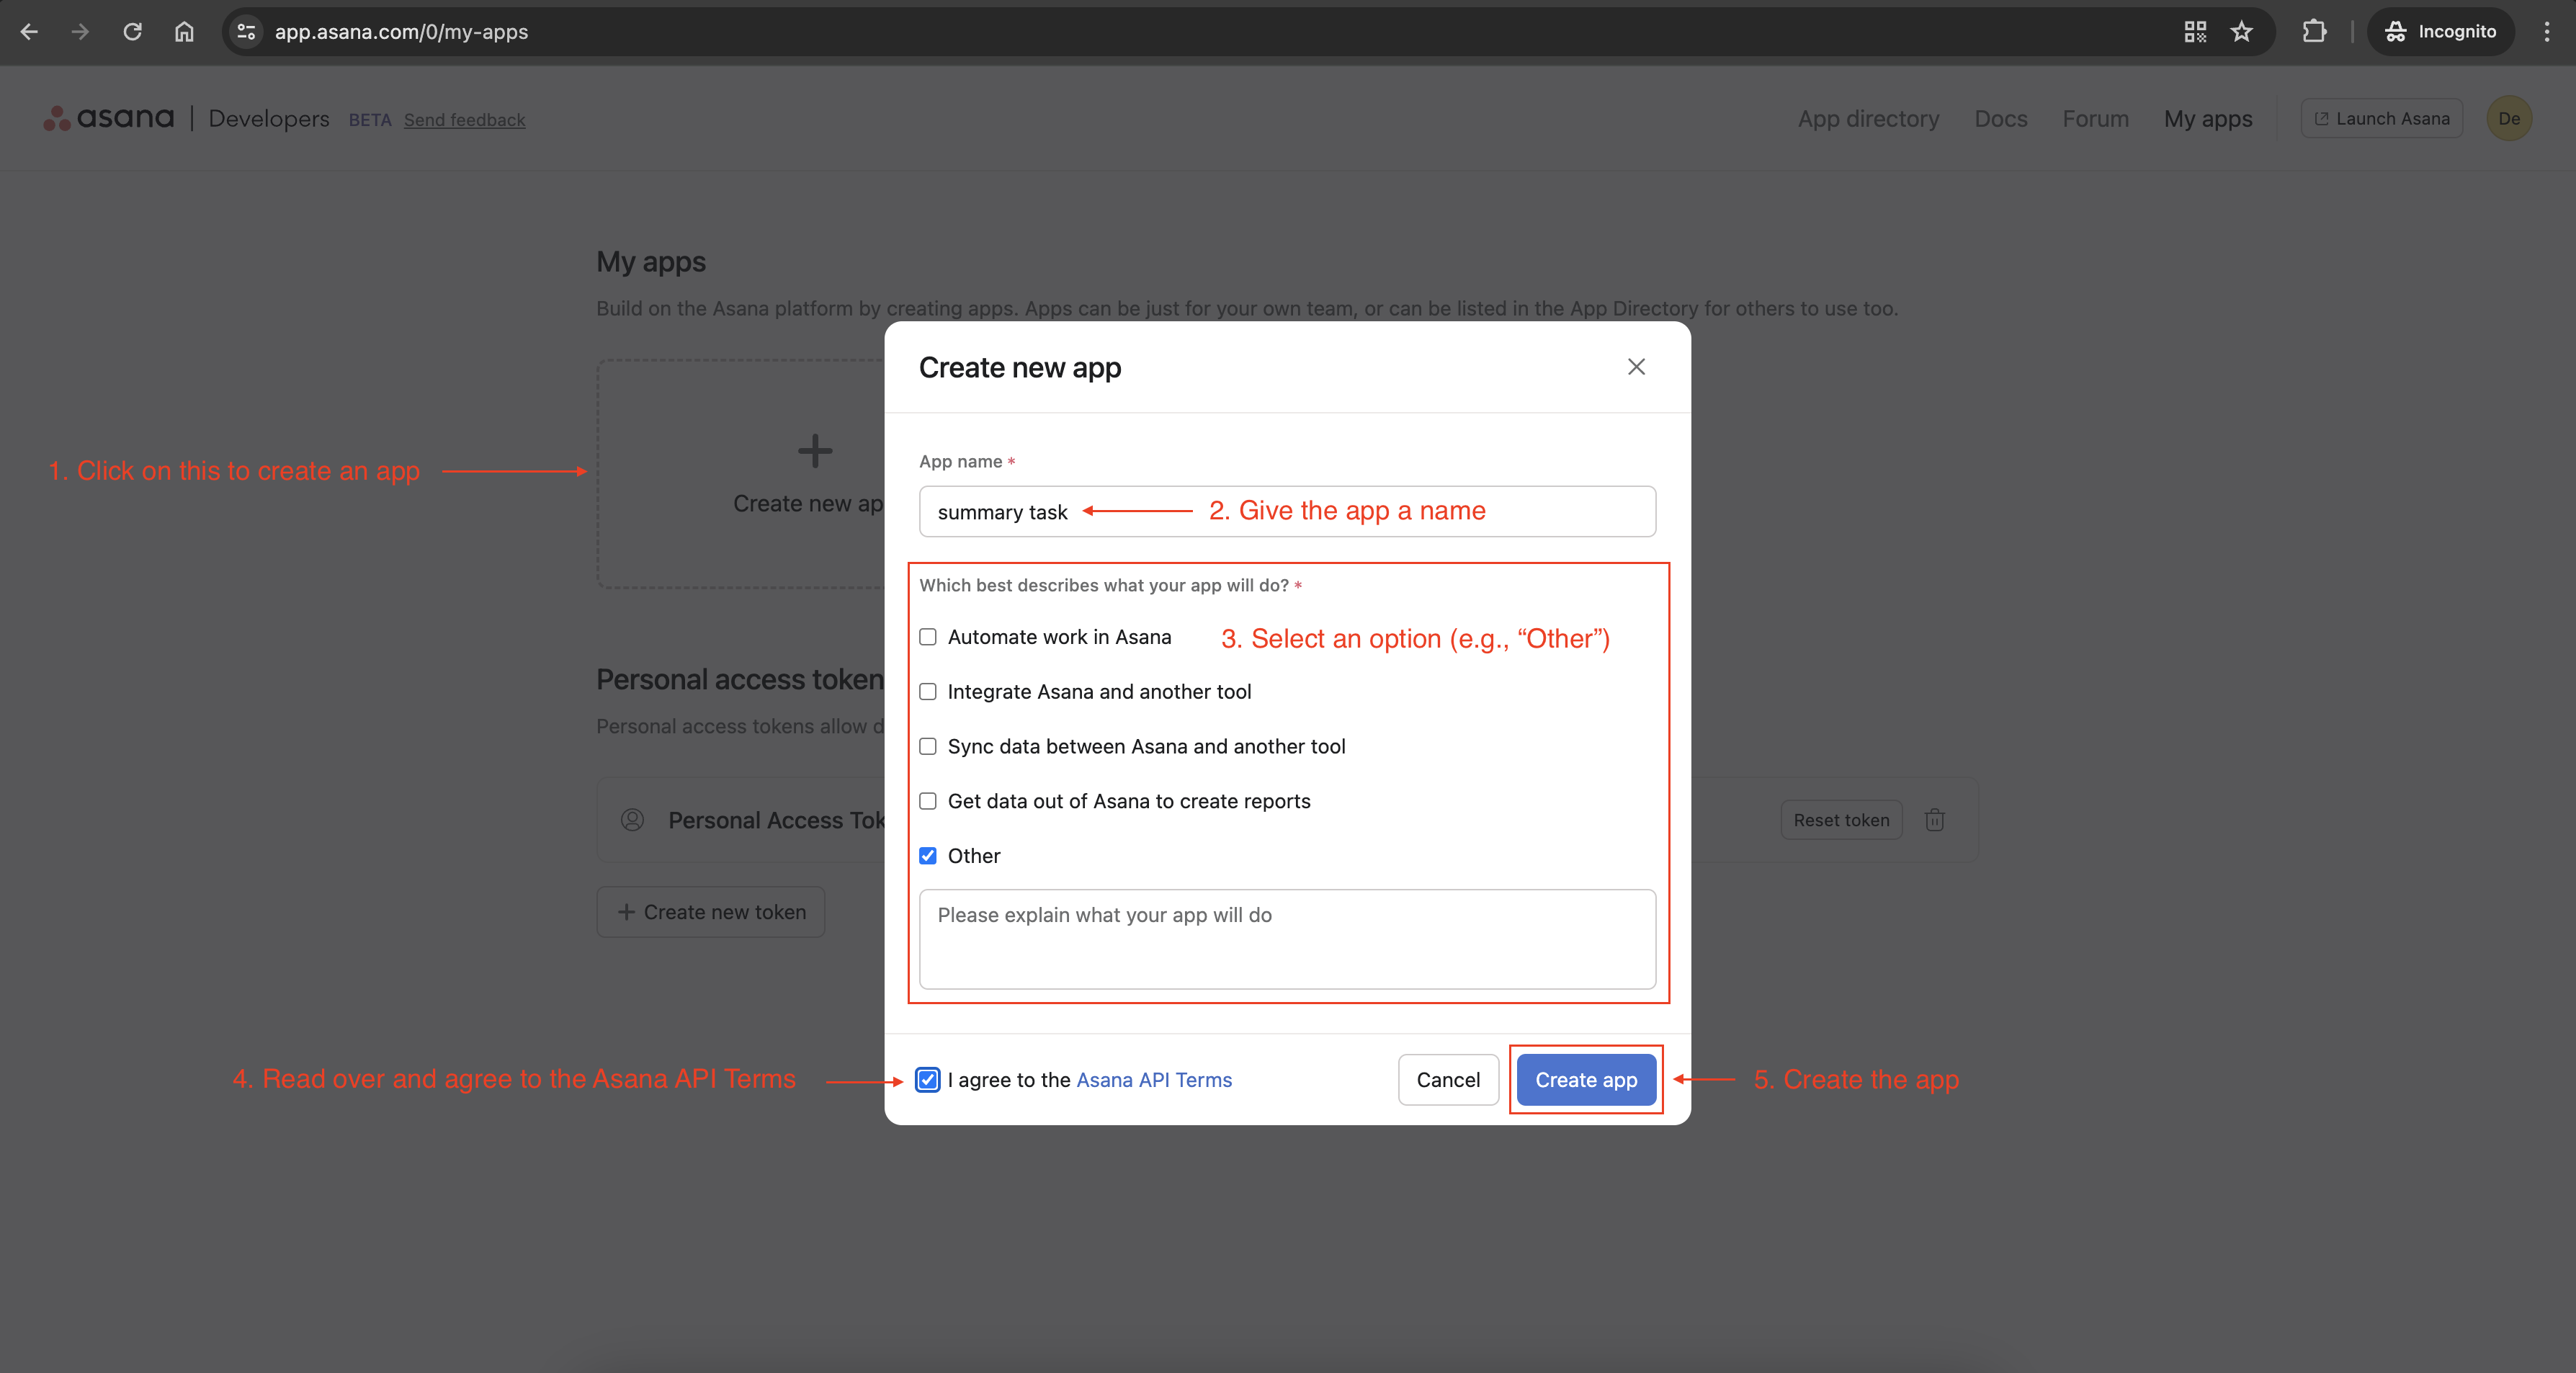 app.asana.com/0/my-apps
Incognito
asana | Developers BETA Send feedback
App directory Docs Forum My apps Launch Asana De
My apps
Build on the Asana platform by creating apps. Apps can be just for your own team, or can be listed in the App Directory for others to use too.
Create new app
1. Click on this to create an app
Create new ap
App name *
summary task 2. Give the app a name
Which best describes what your app will do? *
Automate work in Asana 3. Select an option (e.g., “Other”)
Integrate Asana and another tool
Sync data between Asana and another tool
Get data out of Asana to create reports
Other
Please explain what your app will do
Personal access token
Personal access tokens allow d
Personal Access Tok
Reset token
+ Create new token
4. Read over and agree to the Asana API Terms
I agree to the Asana API Terms
Cancel
Create app
5. Create the app